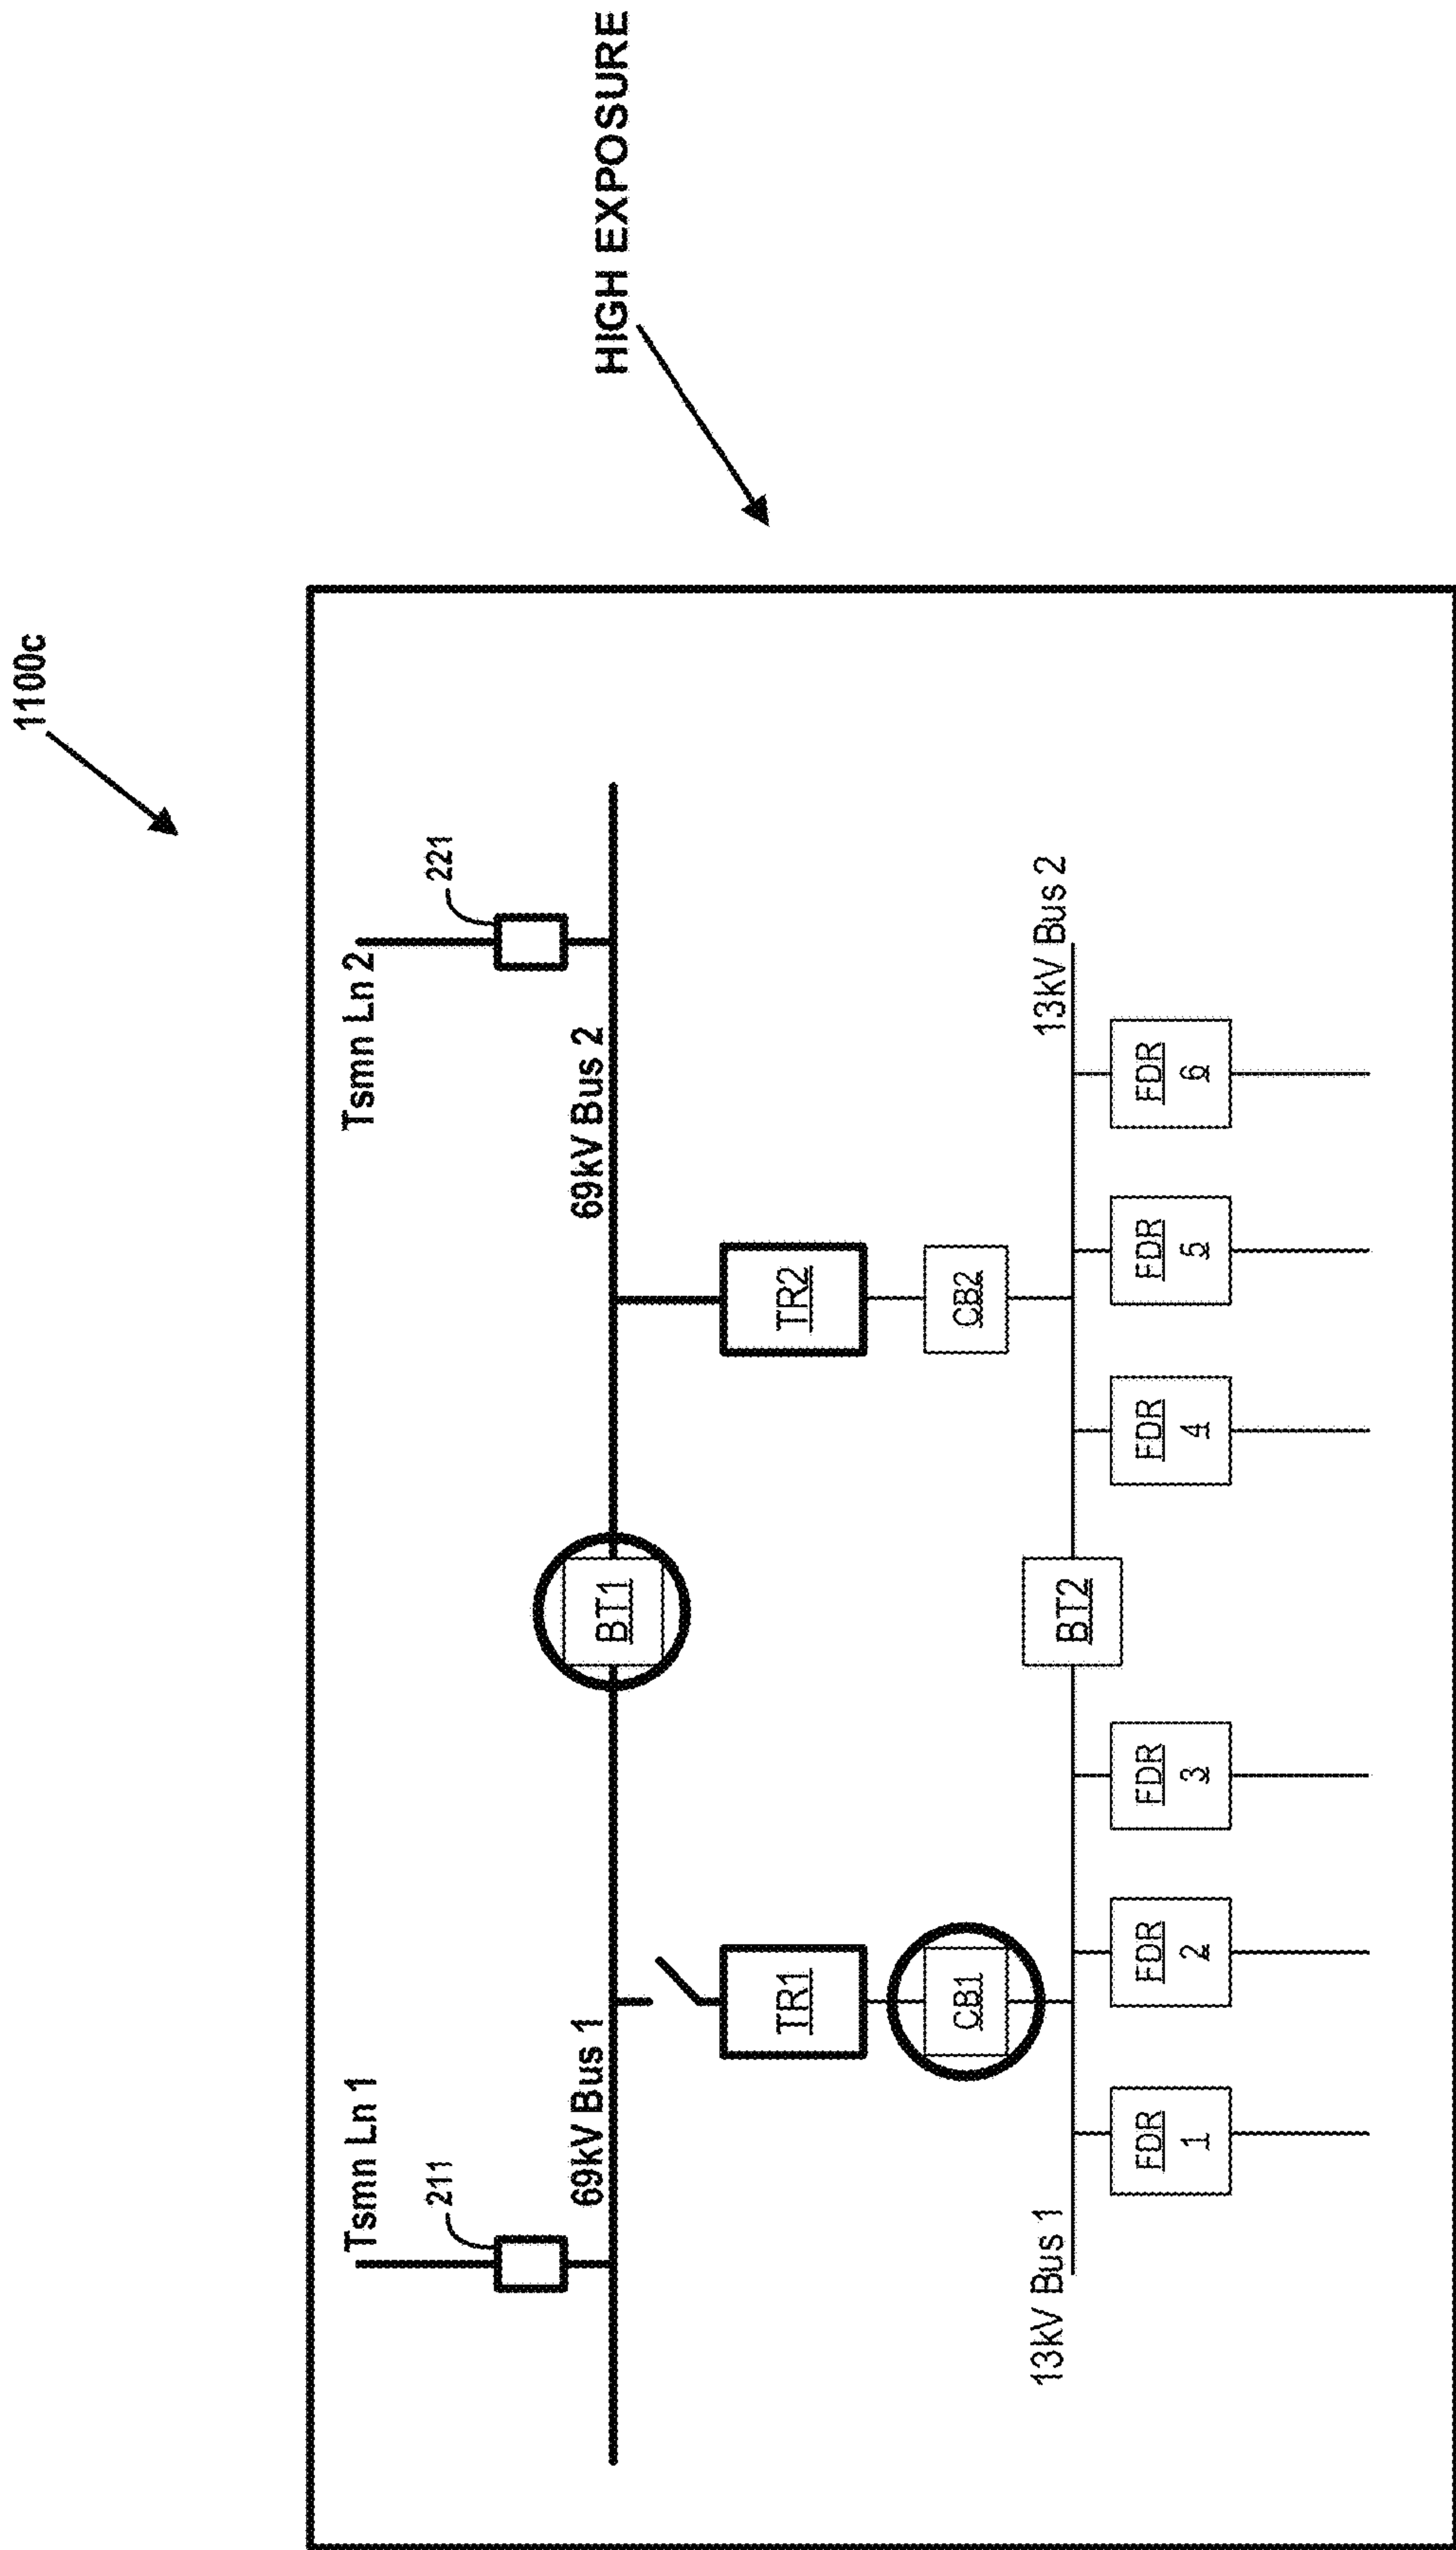 1100c
HIGH EXPOSURE
Tsmn Ln 1
Tsmn Ln 2
211
221
69kV Bus 1
69kV Bus 2
BT1
TR1
TR2
CB1
CB2
13kV Bus 1
BT2
13kV Bus 2
FDR
1
FDR
2
FDR
3
FDR
4
FDR
5
FDR
6